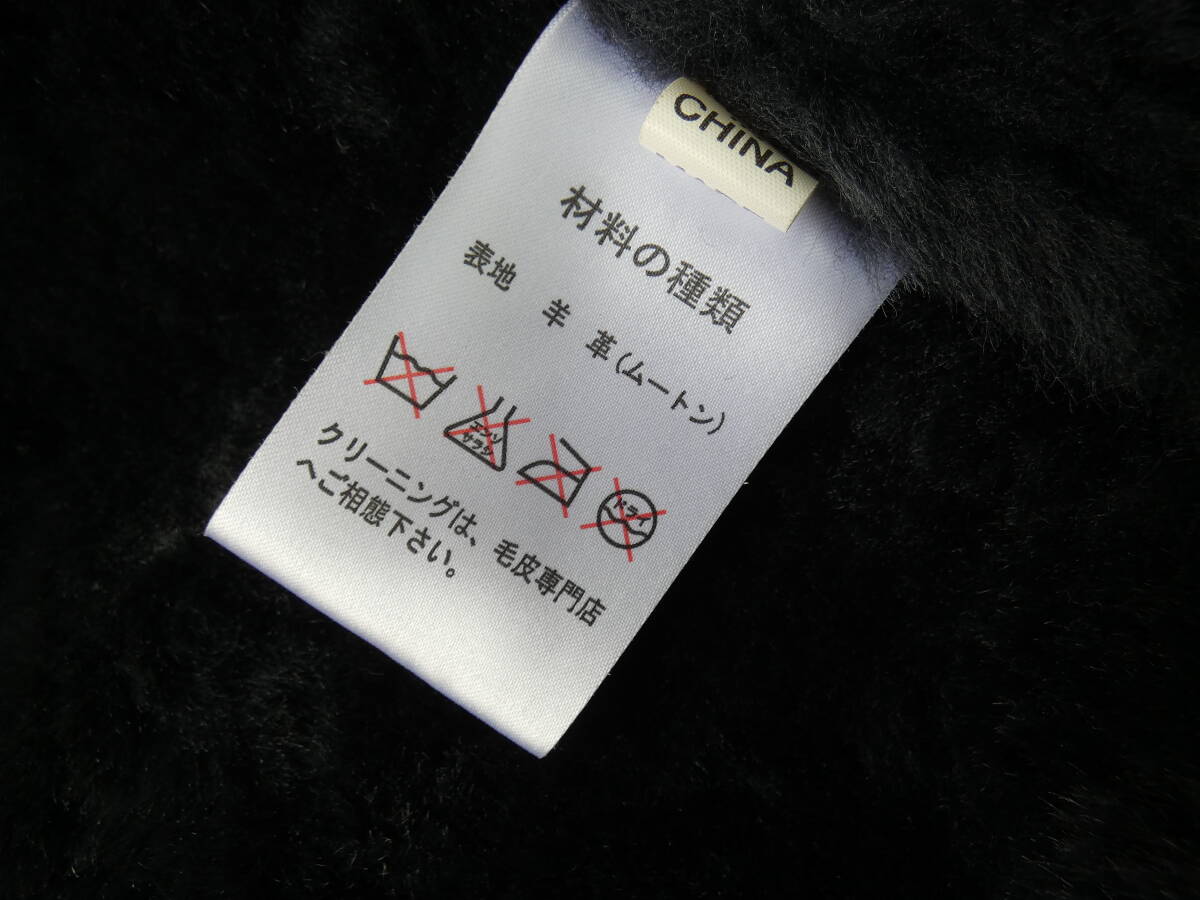 CHINA
材料の種類
表地 羊 革(ムートン)
エンソ
サラシ
ドライ
クリーニングは、毛皮専門店
へご相態下さい。